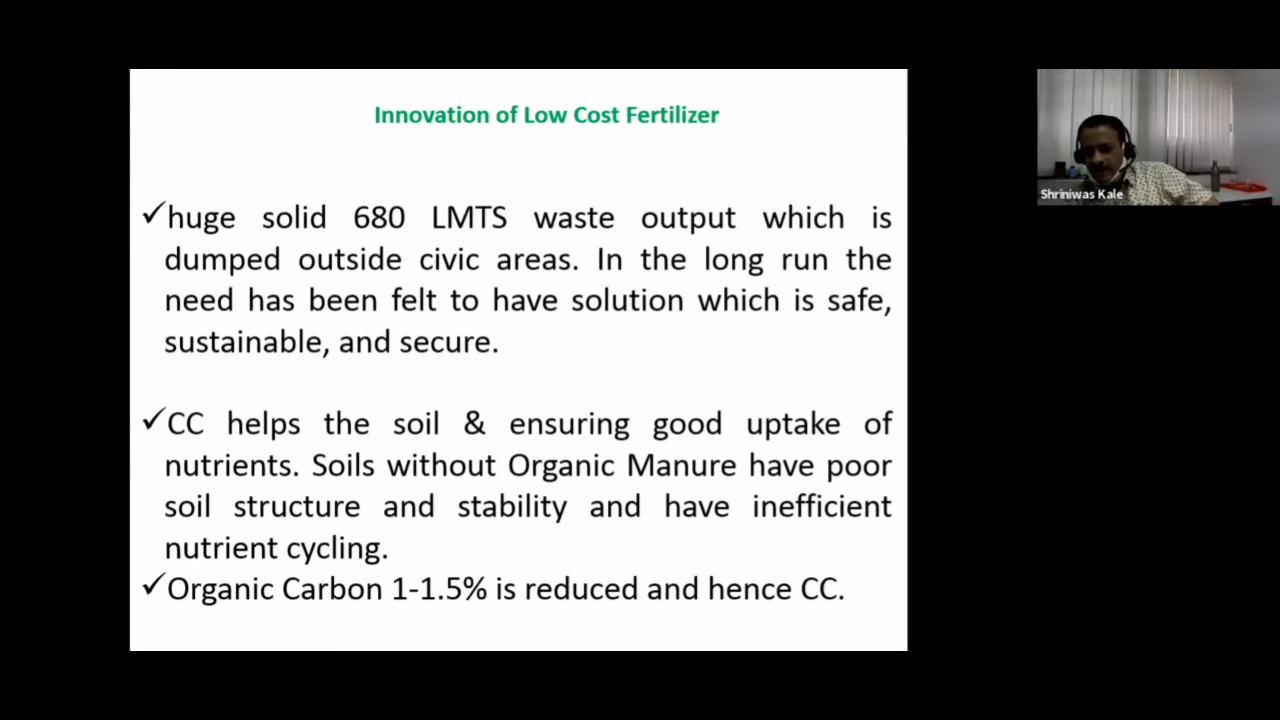 Innovation of Low Cost Fertilizer
✓huge solid 680 LMTS waste output which is
dumped outside civic areas. In the long run the
need has been felt to have solution which is safe,
sustainable, and secure.
✓CC helps the soil & ensuring good uptake of
nutrients. Soils without Organic Manure have poor
soil structure and stability and have inefficient
nutrient cycling.
✓Organic Carbon 1-1.5% is reduced and hence CC.
Shriniwas Kale